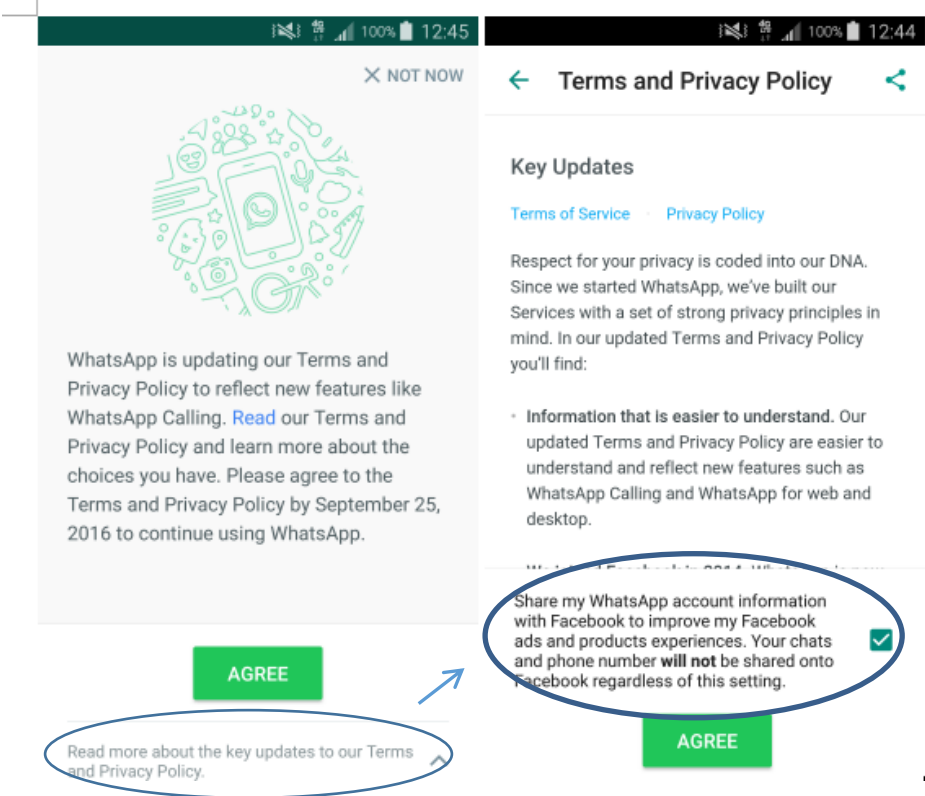 100% 12:45
NOT NOW
WhatsApp is updating our Terms and
Privacy Policy to reflect new features like
WhatsApp Calling. Read our Terms and
Privacy Policy and learn more about the
choices you have. Please agree to the
Terms and Privacy Policy by September 25,
2016 to continue using WhatsApp.
AGREE
Read more about the key updates to our Terms
and Privacy Policy.
4G 100% 12:44
Terms and Privacy Policy
Key Updates
Terms of Service · Privacy Policy
Respect for your privacy is coded into our DNA.
Since we started WhatsApp, we've built our
Services with a set of strong privacy principles in
mind. In our updated Terms and Privacy Policy
you'll find:
• Information that is easier to understand. Our
updated Terms and Privacy Policy are easier to
understand and reflect new features such as
WhatsApp Calling and WhatsApp for web and
desktop.
Share my WhatsApp account information
with Facebook to improve my Facebook
ads and products experiences. Your chats
and phone number will not be shared onto
Facebook regardless of this setting.
AGREE